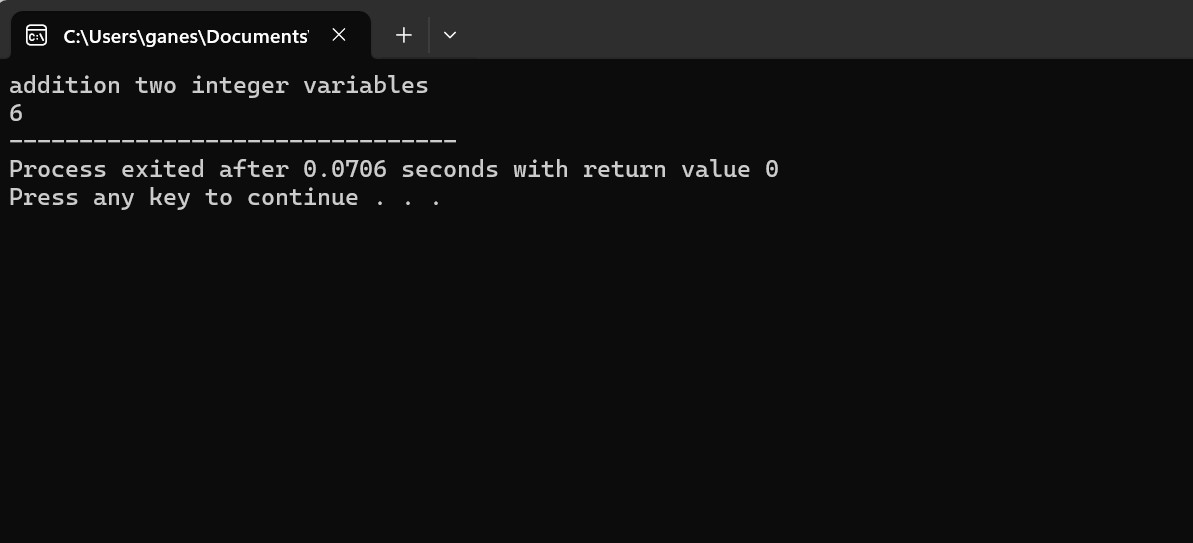 C:\Users\ganes\Documents\
addition two integer variables
6
--------------------------------
Process exited after 0.0706 seconds with return value 0
Press any key to continue . . .